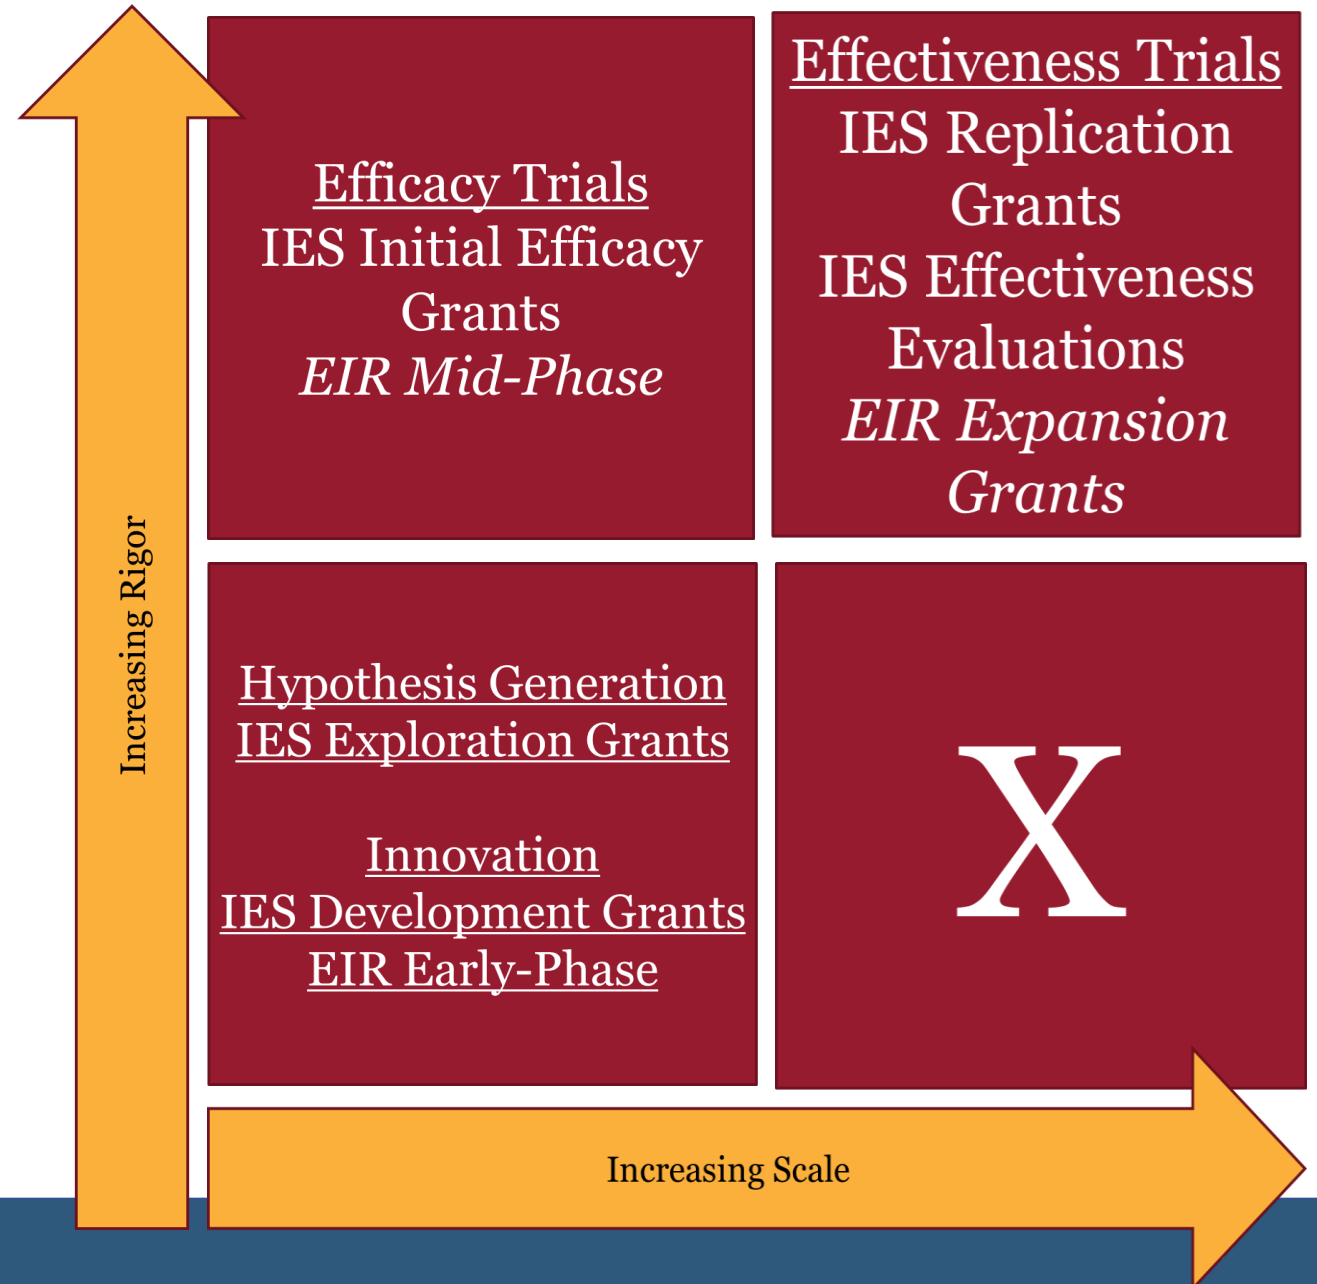 Efficacy Trials
IES Initial Efficacy
Grants
EIR Mid-Phase
Effectiveness Trials
IES Replication
Grants
IES Effectiveness
Evaluations
EIR Expansion
Grants
Increasing Rigor
Hypothesis Generation
IES Exploration Grants
Innovation
IES Development Grants
EIR Early-Phase
X
Increasing Scale